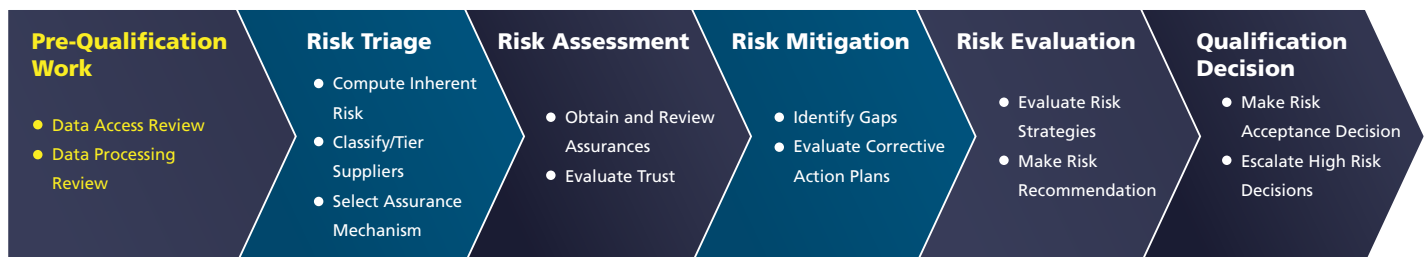 Pre-Qualification
Work
● Data Access Review
● Data Processing
Review
Risk Triage
● Compute Inherent
Risk
● Classify/Tier
Suppliers
● Select Assurance
Mechanism
Risk Assessment
● Obtain and Review
Assurances
● Evaluate Trust
Risk Mitigation
● Identify Gaps
● Evaluate Corrective
Action Plans
Risk Evaluation
● Evaluate Risk
Strategies
● Make Risk
Recommendation
Qualification
Decision
● Make Risk
Acceptance Decision
● Escalate High Risk
Decisions